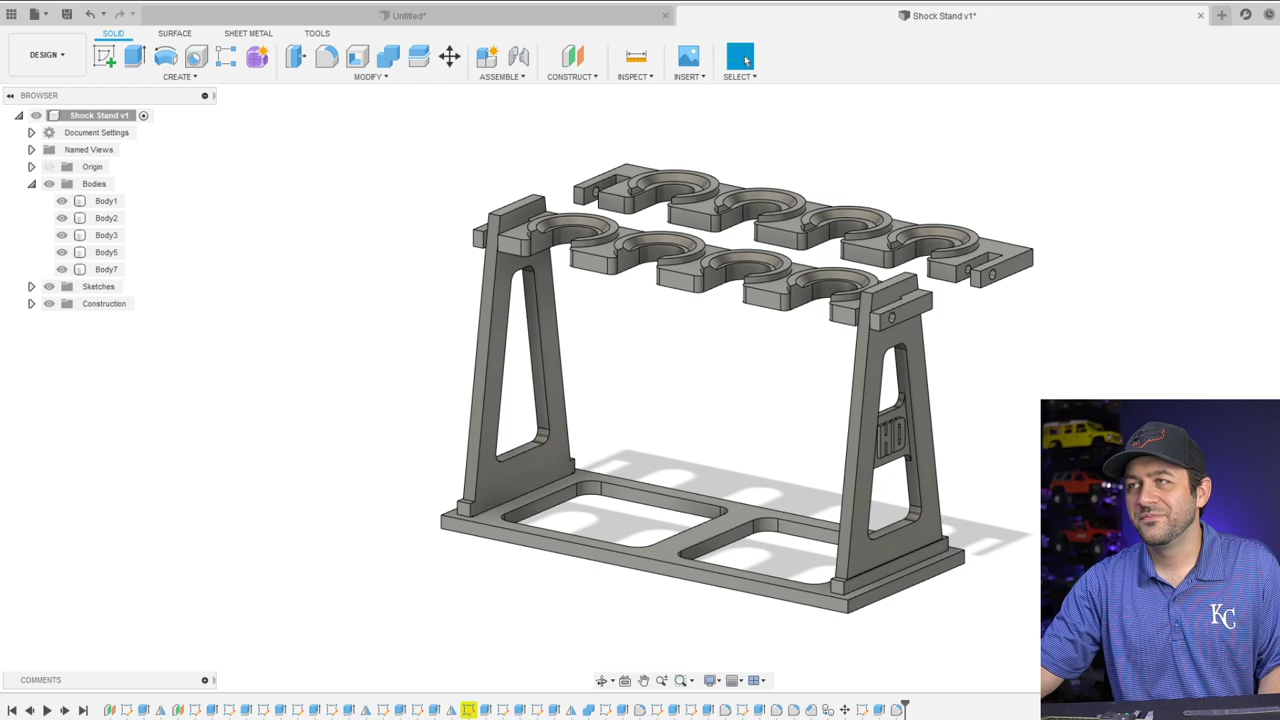 Untitled*
Shock Stand v1*
DESIGN
SOLID
SURFACE
SHEET METAL
TOOLS
CREATE
MODIFY
ASSEMBLE
CONSTRUCT
INSPECT
INSERT
SELECT
BROWSER
Shock Stand v1
Document Settings
Named Views
Origin
Bodies
Body1
Body2
Body3
Body5
Body7
Sketches
Construction
HD
KC
COMMENTS